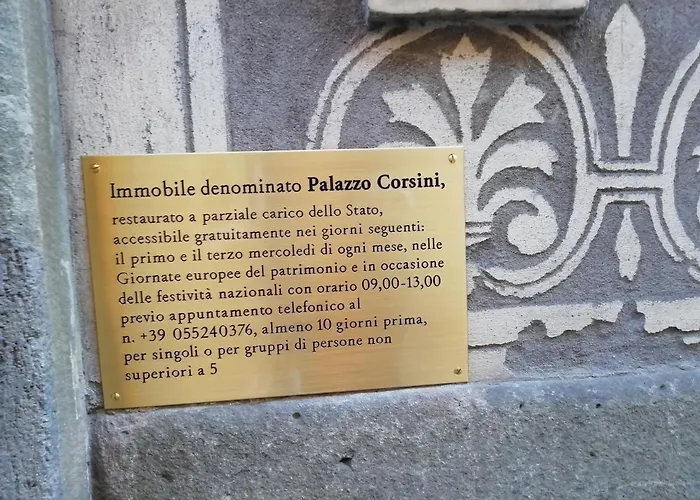 Immobile denominato Palazzo Corsini,
restaurato a parziale carico dello Stato,
accessibile gratuitamente nei giorni seguenti:
il primo e il terzo mercoledi di ogni mese, nelle
Giornate europee del patrimonio e in occasione
delle festività nazionali con orario 09,00-13,00
previo appuntamento telefonico al
n. +39 055240376, almeno 10 giorni prima,
per singoli o per gruppi di persone non
superiori a 5